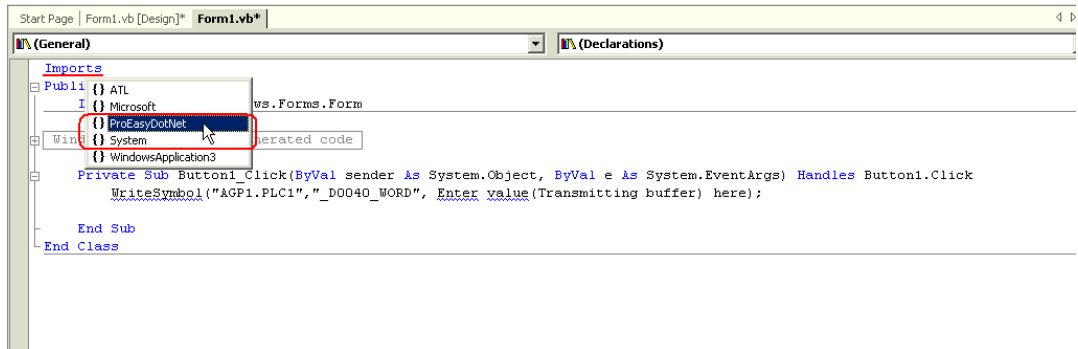 Start Page Form1.vb [Design]* Form1.vb*
(General) (Declarations)
Imports
Publi
{} ATL
I ws.Forms.Form
{} Microsoft
{} ProEasyDotNet
Wind nerated code
{} System
{} WindowsApplication3
Private Sub Button1_Click(ByVal sender As System.Object, ByVal e As System.EventArgs) Handles Button1.Click
WriteSymbol("AGP1.PLC1","_D0040_WORD", Enter value(Transmitting buffer) here);
End Sub
End Class